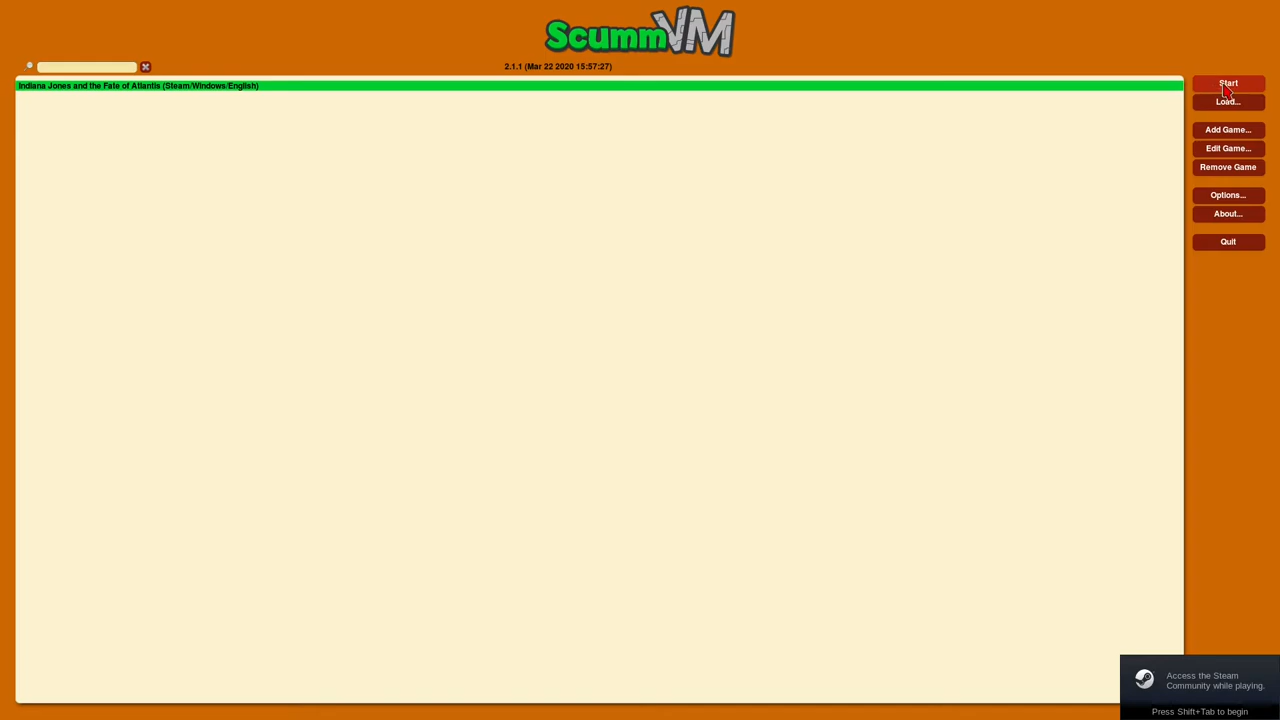 ScummVM
2.1.1 (Mar 22 2020 15:57:27)
Indiana Jones and the Fate of Atlantis (Steam/Windows/English)
Start
Load...
Add Game...
Edit Game...
Remove Game
Options...
About...
Quit
Access the Steam
Community while playing.
Press Shift+Tab to begin